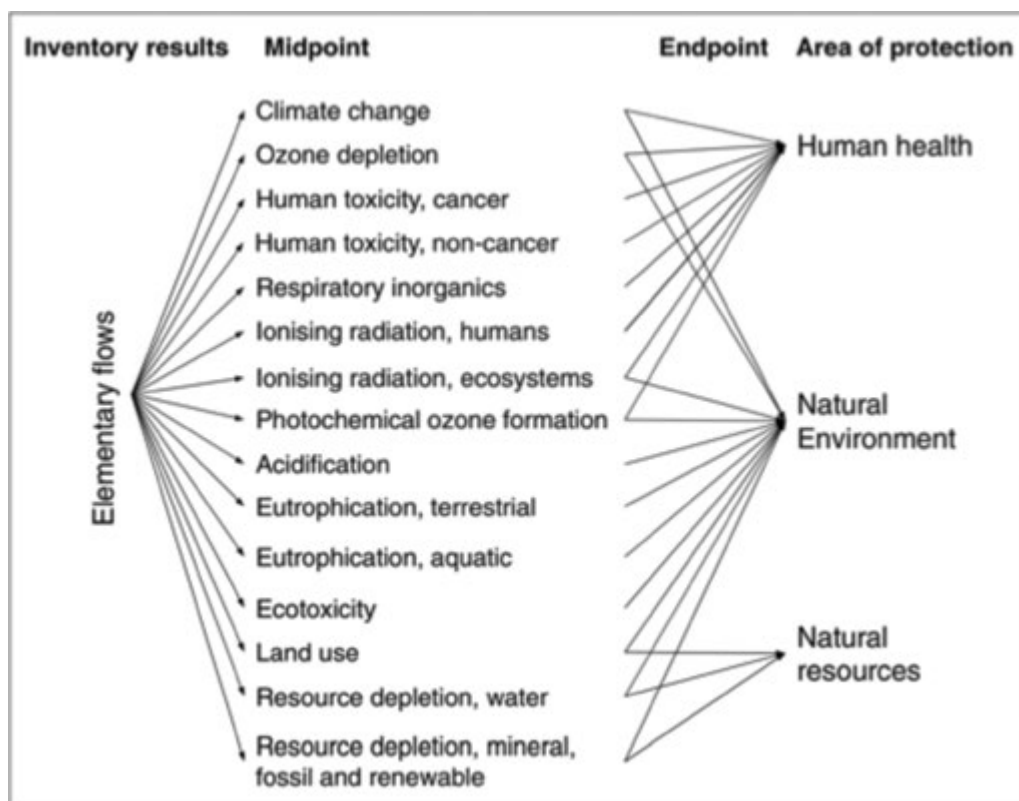 Inventory results Midpoint Endpoint Area of protection
Elementary flows
Climate change
Ozone depletion
Human toxicity, cancer
Human toxicity, non-cancer
Respiratory inorganics
Ionising radiation, humans
Ionising radiation, ecosystems
Photochemical ozone formation
Acidification
Eutrophication, terrestrial
Eutrophication, aquatic
Ecotoxicity
Land use
Resource depletion, water
Resource depletion, mineral,
fossil and renewable
Human health
Natural
Environment
Natural
resources